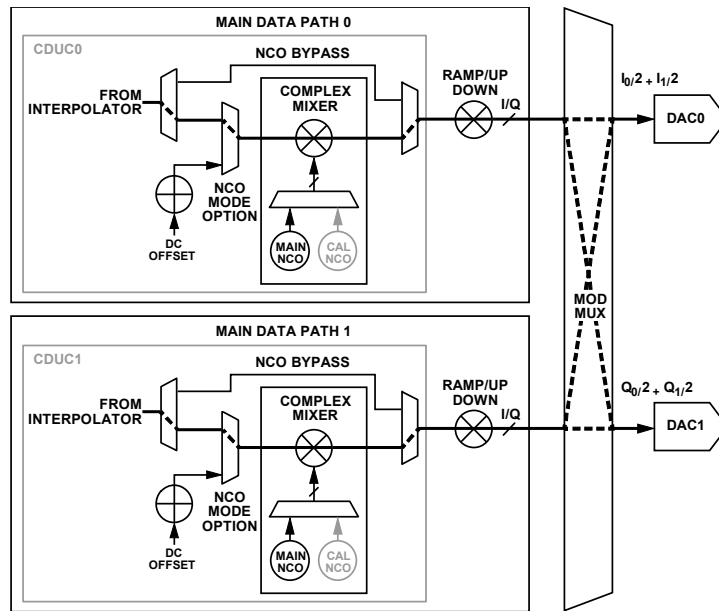 MAIN DATA PATH 0
CDUC0
NCO BYPASS
FROM
INTERPOLATOR
COMPLEX
MIXER
RAMP/UP
DOWN
I/Q
I0/2 + I1/2
DAC0
NCO
MODE
OPTION
DC
OFFSET
MAIN
NCO
CAL
NCO
MOD
MUX
MAIN DATA PATH 1
CDUC1
NCO BYPASS
FROM
INTERPOLATOR
COMPLEX
MIXER
RAMP/UP
DOWN
I/Q
Q0/2 + Q1/2
DAC1
NCO
MODE
OPTION
DC
OFFSET
MAIN
NCO
CAL
NCO